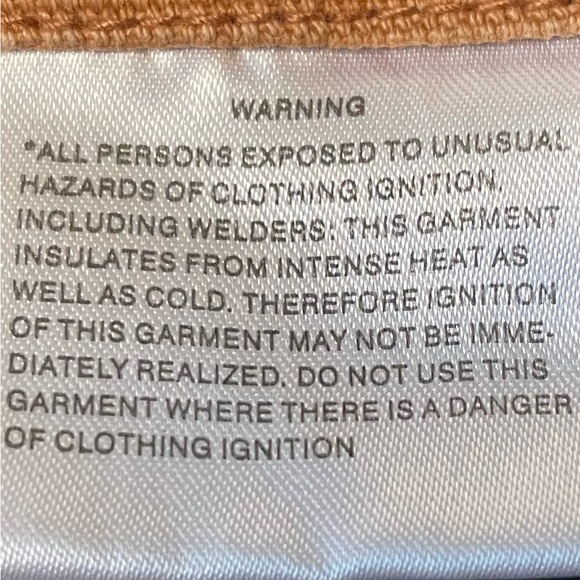 WARNING
*ALL PERSONS EXPOSED TO UNUSUAL
HAZARDS OF CLOTHING IGNITION,
INCLUDING WELDERS: THIS GARMENT
INSULATES FROM INTENSE HEAT AS
WELL AS COLD. THEREFORE IGNITION
OF THIS GARMENT MAY NOT BE IMME-
DIATELY REALIZED. DO NOT USE THIS
GARMENT WHERE THERE IS A DANGER
OF CLOTHING IGNITION